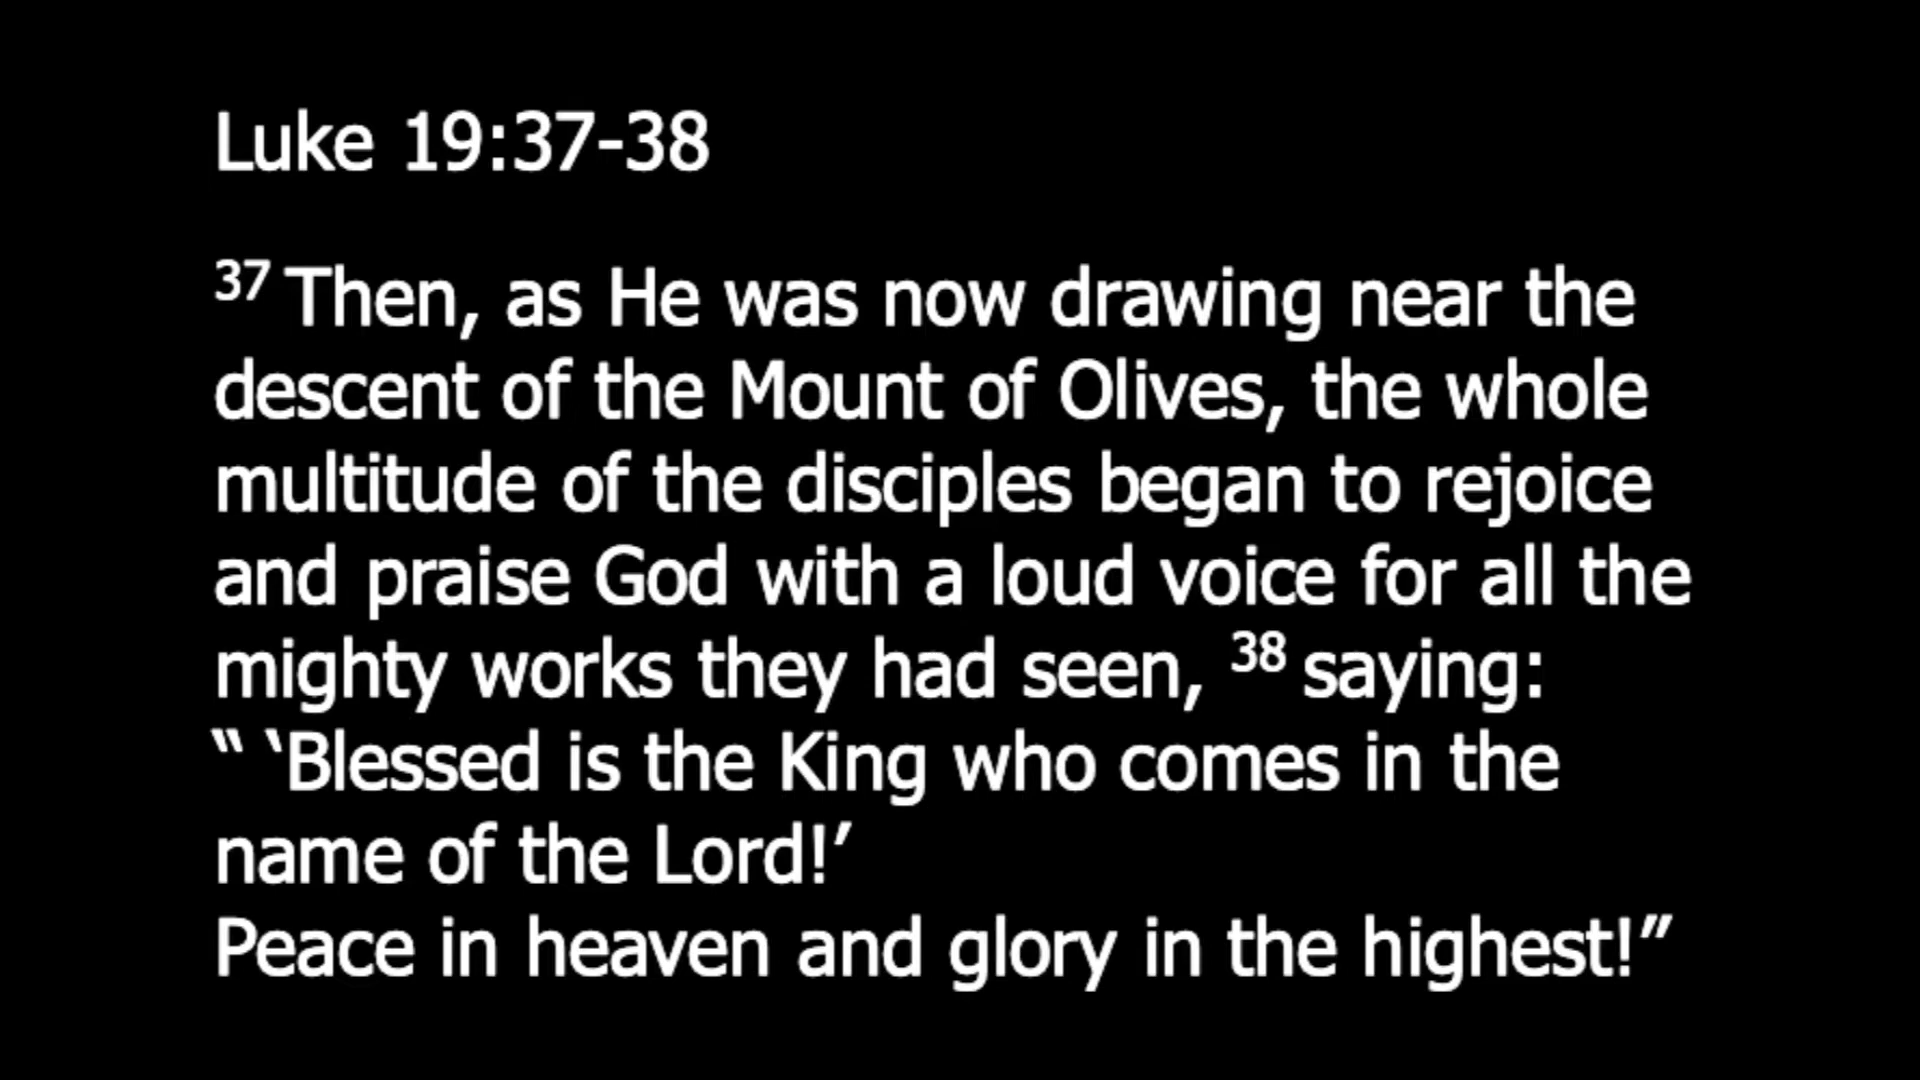 Luke 19:37-38
³⁷ Then, as He was now drawing near the
descent of the Mount of Olives, the whole
multitude of the disciples began to rejoice
and praise God with a loud voice for all the
mighty works they had seen, ³⁸ saying:
“ ‘Blessed is the King who comes in the
name of the Lord!’
Peace in heaven and glory in the highest!”